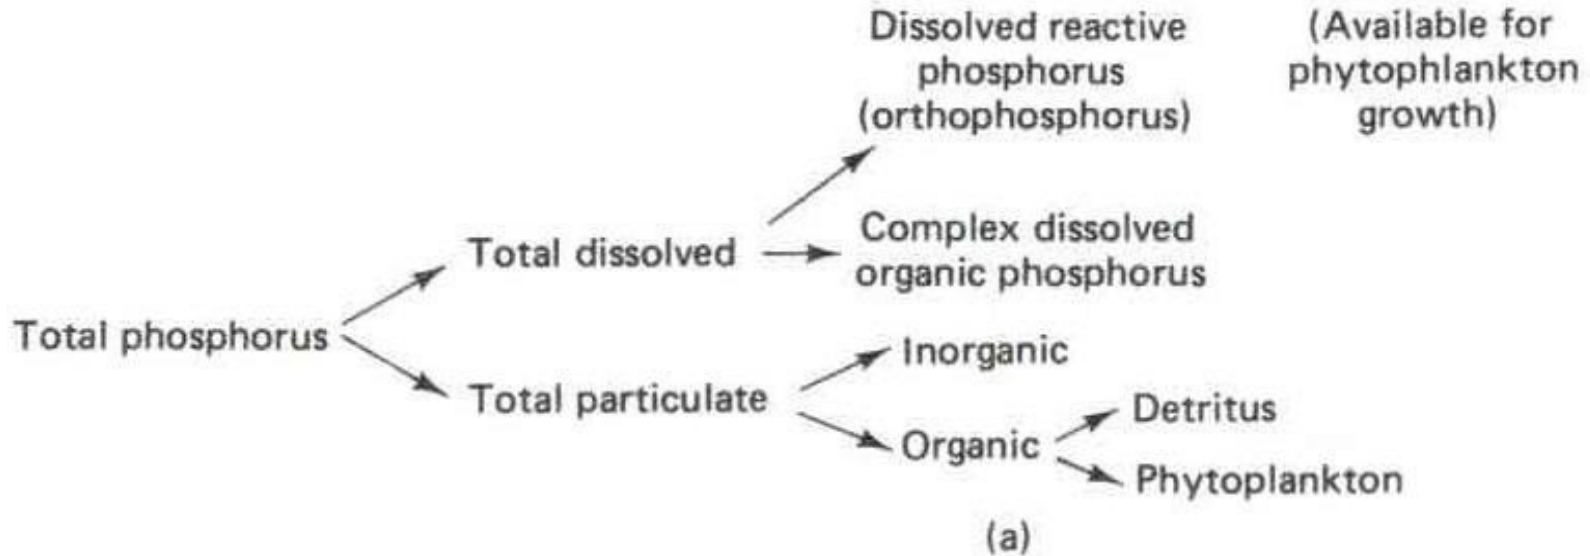 Dissolved reactive
phosphorus
(orthophosphorus)
(Available for
phytophlankton
growth)
Total dissolved
Complex dissolved
organic phosphorus
Total phosphorus
Inorganic
Total particulate
Organic
Detritus
Phytoplankton
(a)